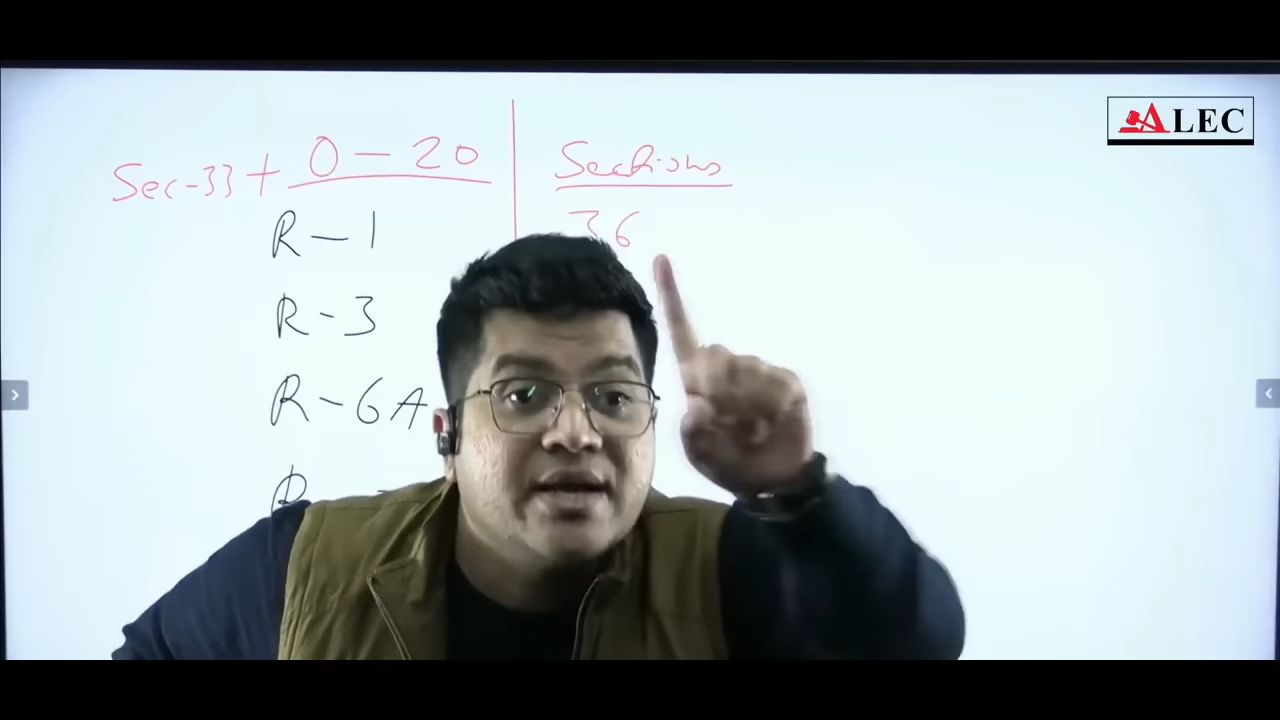 ALEC
Sec-33 + O - 20
Sections
R - 1
36
R - 3
R - 6A
R